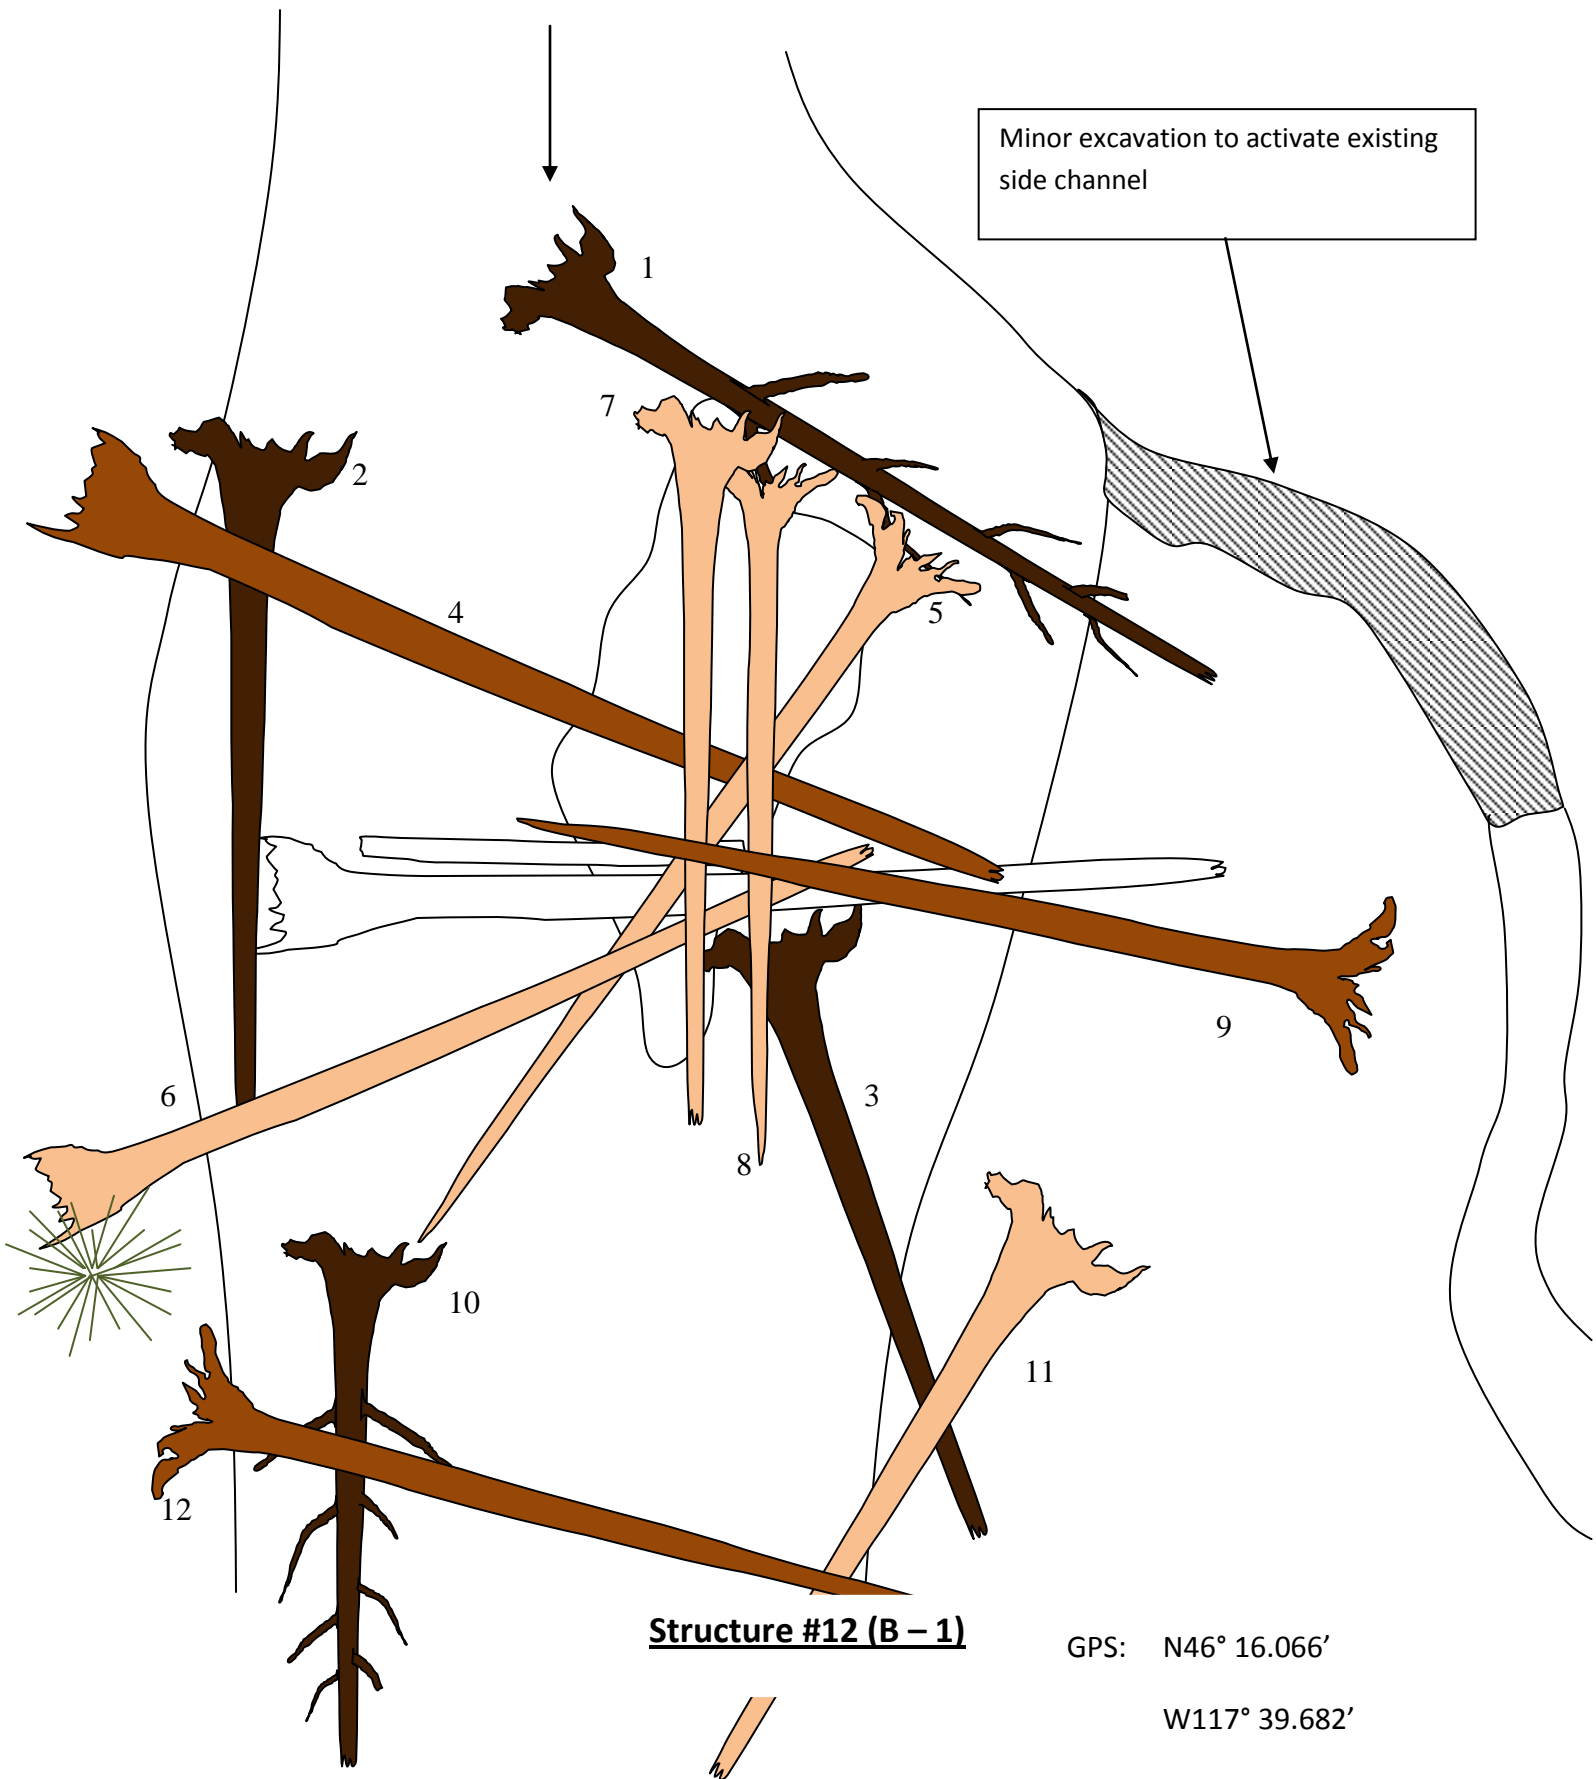 Minor excavation to activate existing
side channel
1
7
2
4
5
9
6
3
8
10
11
12
Structure #12 (B – 1)
GPS: N46° 16.066’
W117° 39.682’